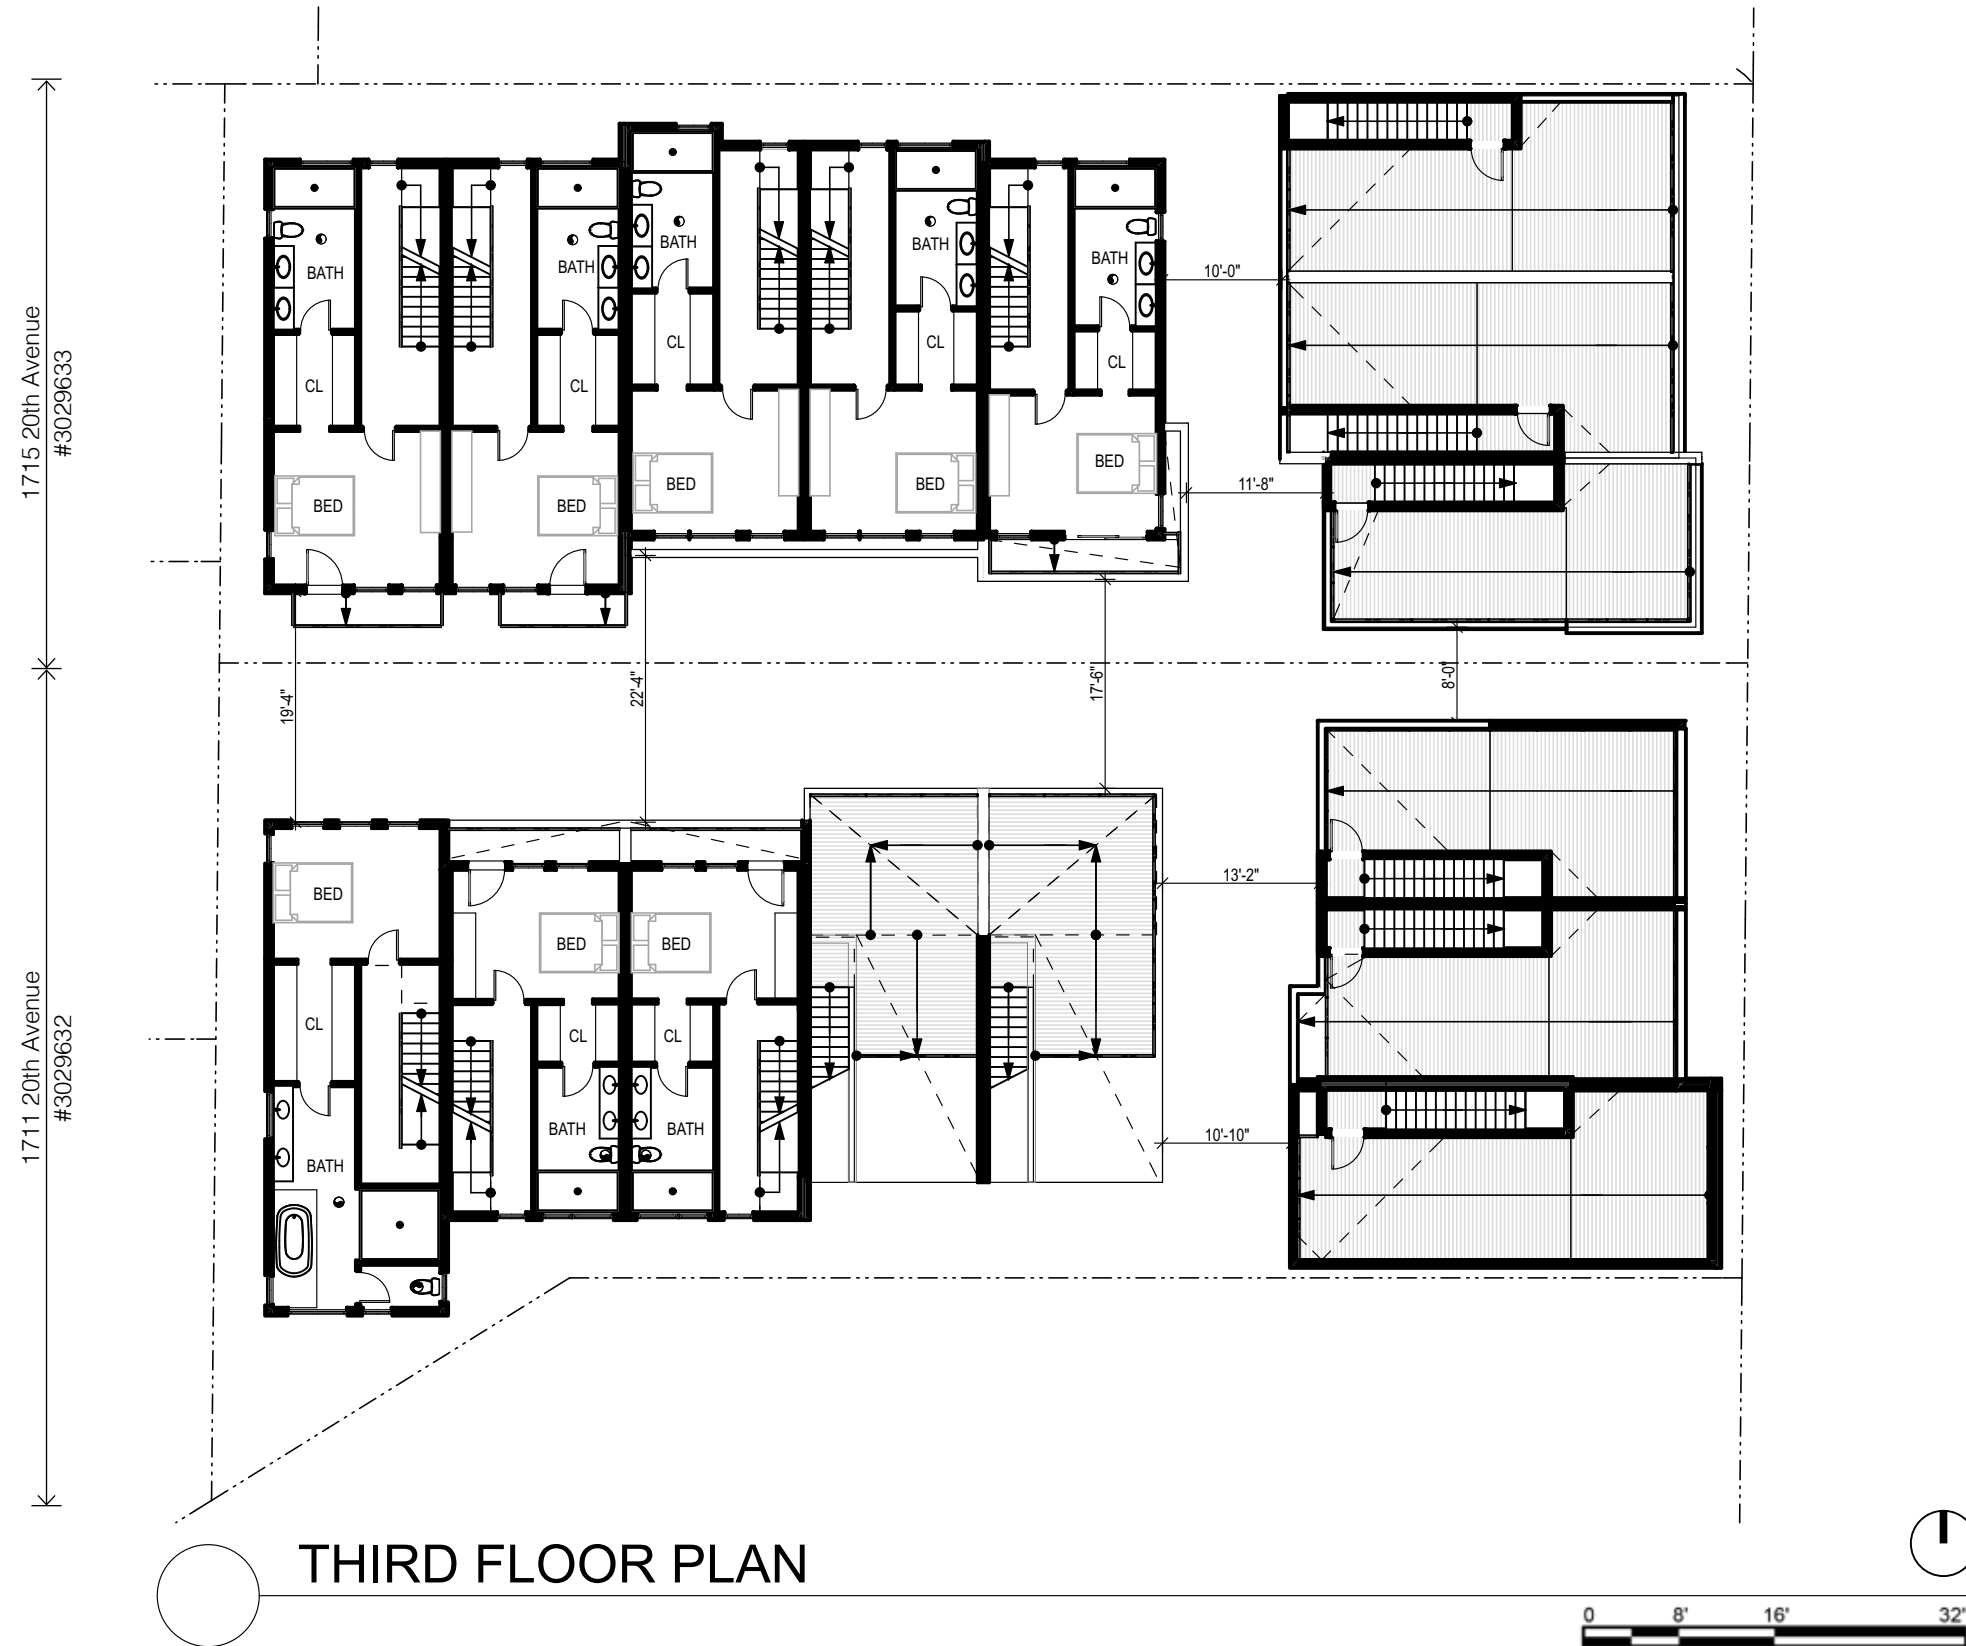 1715 20th Avenue
#3029633
BATH
BATH
BATH
BATH
BATH
10'-0"
CL
CL
CL
CL
CL
BED
BED
BED
BED
BED
11'-8"
19'-4"
22'-4"
17'-6"
8'-0"
1711 20th Avenue
#3029632
BED
BED
BED
13'-2"
CL
CL
CL
BATH
BATH
BATH
10'-10"
THIRD FLOOR PLAN
0 8' 16' 32'